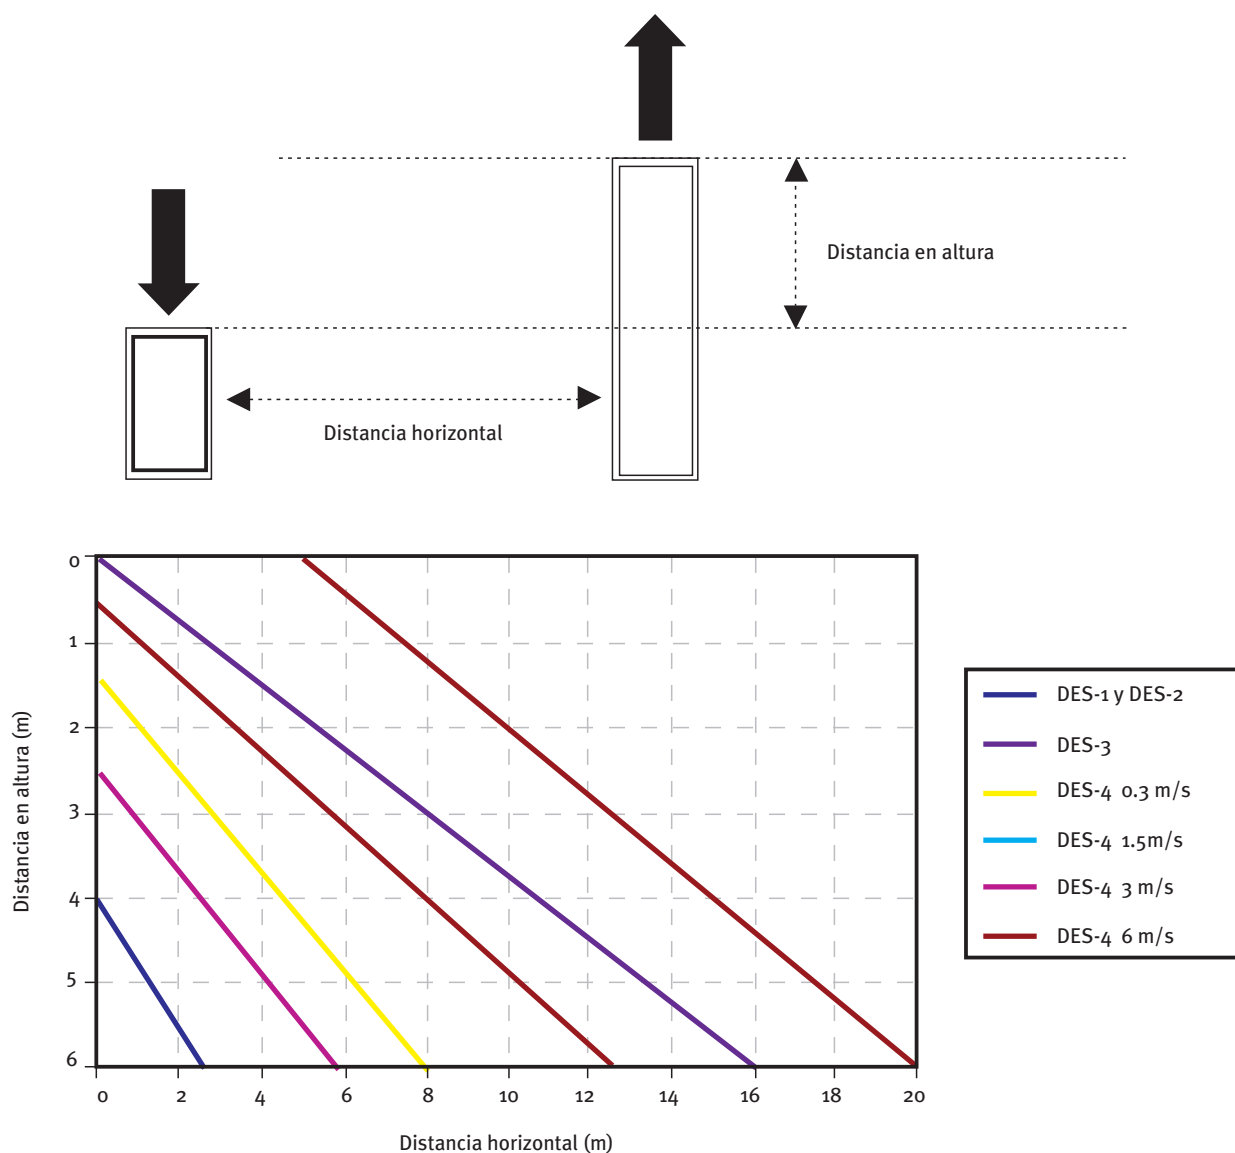 Distancia en altura
Distancia horizontal
Distancia en altura (m)
0
1
2
3
4
5
6
0 2 4 6 8 10 12 14 16 18 20
Distancia horizontal (m)
DES-1 y DES-2
DES-3
DES-4 0.3 m/s
DES-4 1.5m/s
DES-4 3 m/s
DES-4 6 m/s